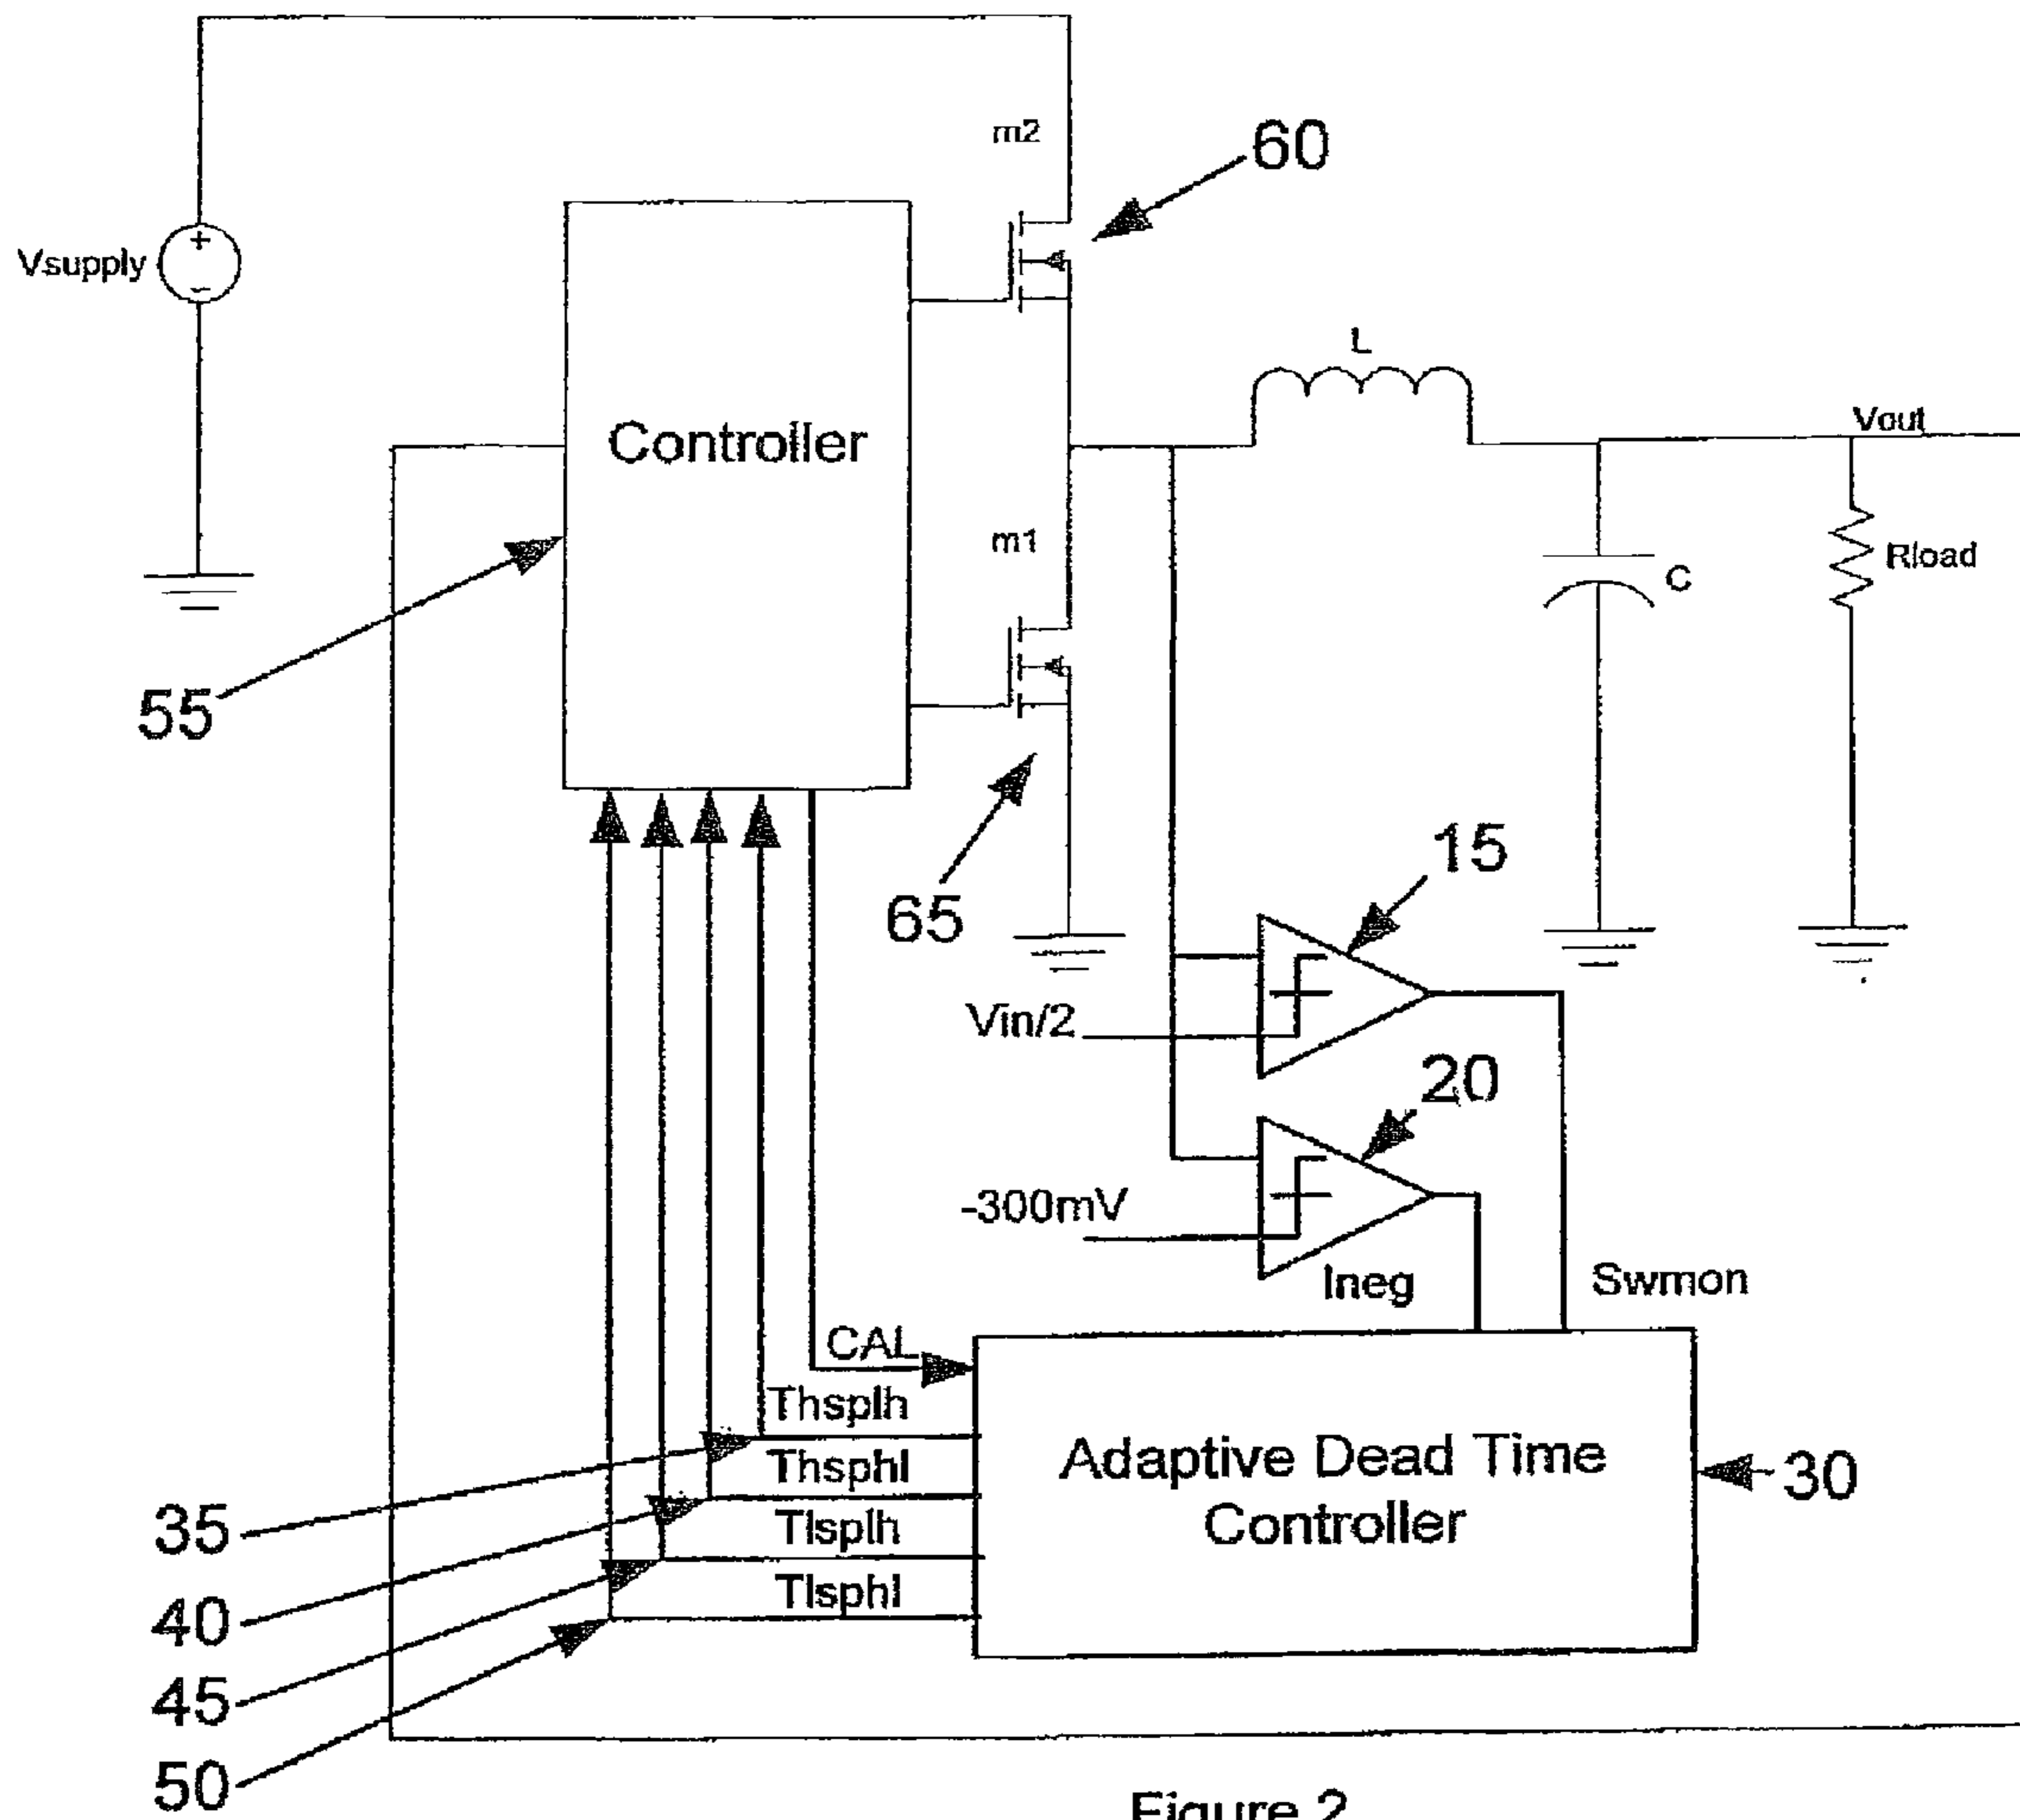 m2
60
Vsupply
+
-
L
Controller
Vout
m1
Rload
C
55
15
65
Vin/2
20
-300mV
Ineg
Swmon
CAL
Thsplh
Thsphl
Tlsplh
Tlsphl
Adaptive Dead Time
Controller
30
35
40
45
50
Figure 2